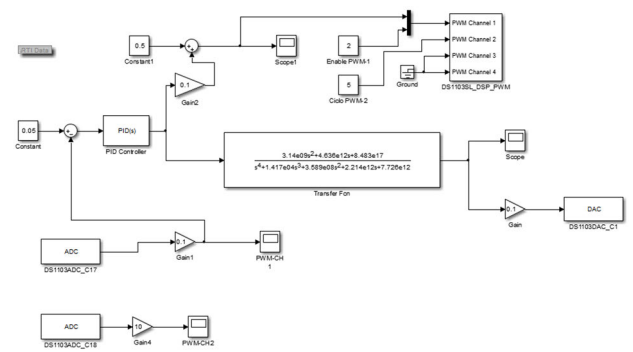 RTI Data
0.5
Constant1
0.1
Gain2
Scope1
2
Enable PWM-1
5
Ciclo PWM-2
Ground
PWM Channel 1
PWM Channel 2
PWM Channel 3
PWM Channel 4
DS1103SL_DSP_PWM
0.05
Constant
PID(s)
PID Controller
3.14e09s²+4.636e12s+8.483e17
s⁴+1.417e04s³+3.589e08s²+2.214e12s+7.726e12
Transfer Fcn
Scope
0.1
Gain
DAC
DS1103DAC_C1
ADC
DS1103ADC_C17
0.1
Gain1
PWM-CH
1
ADC
DS1103ADC_C18
10
Gain4
PWM-CH2